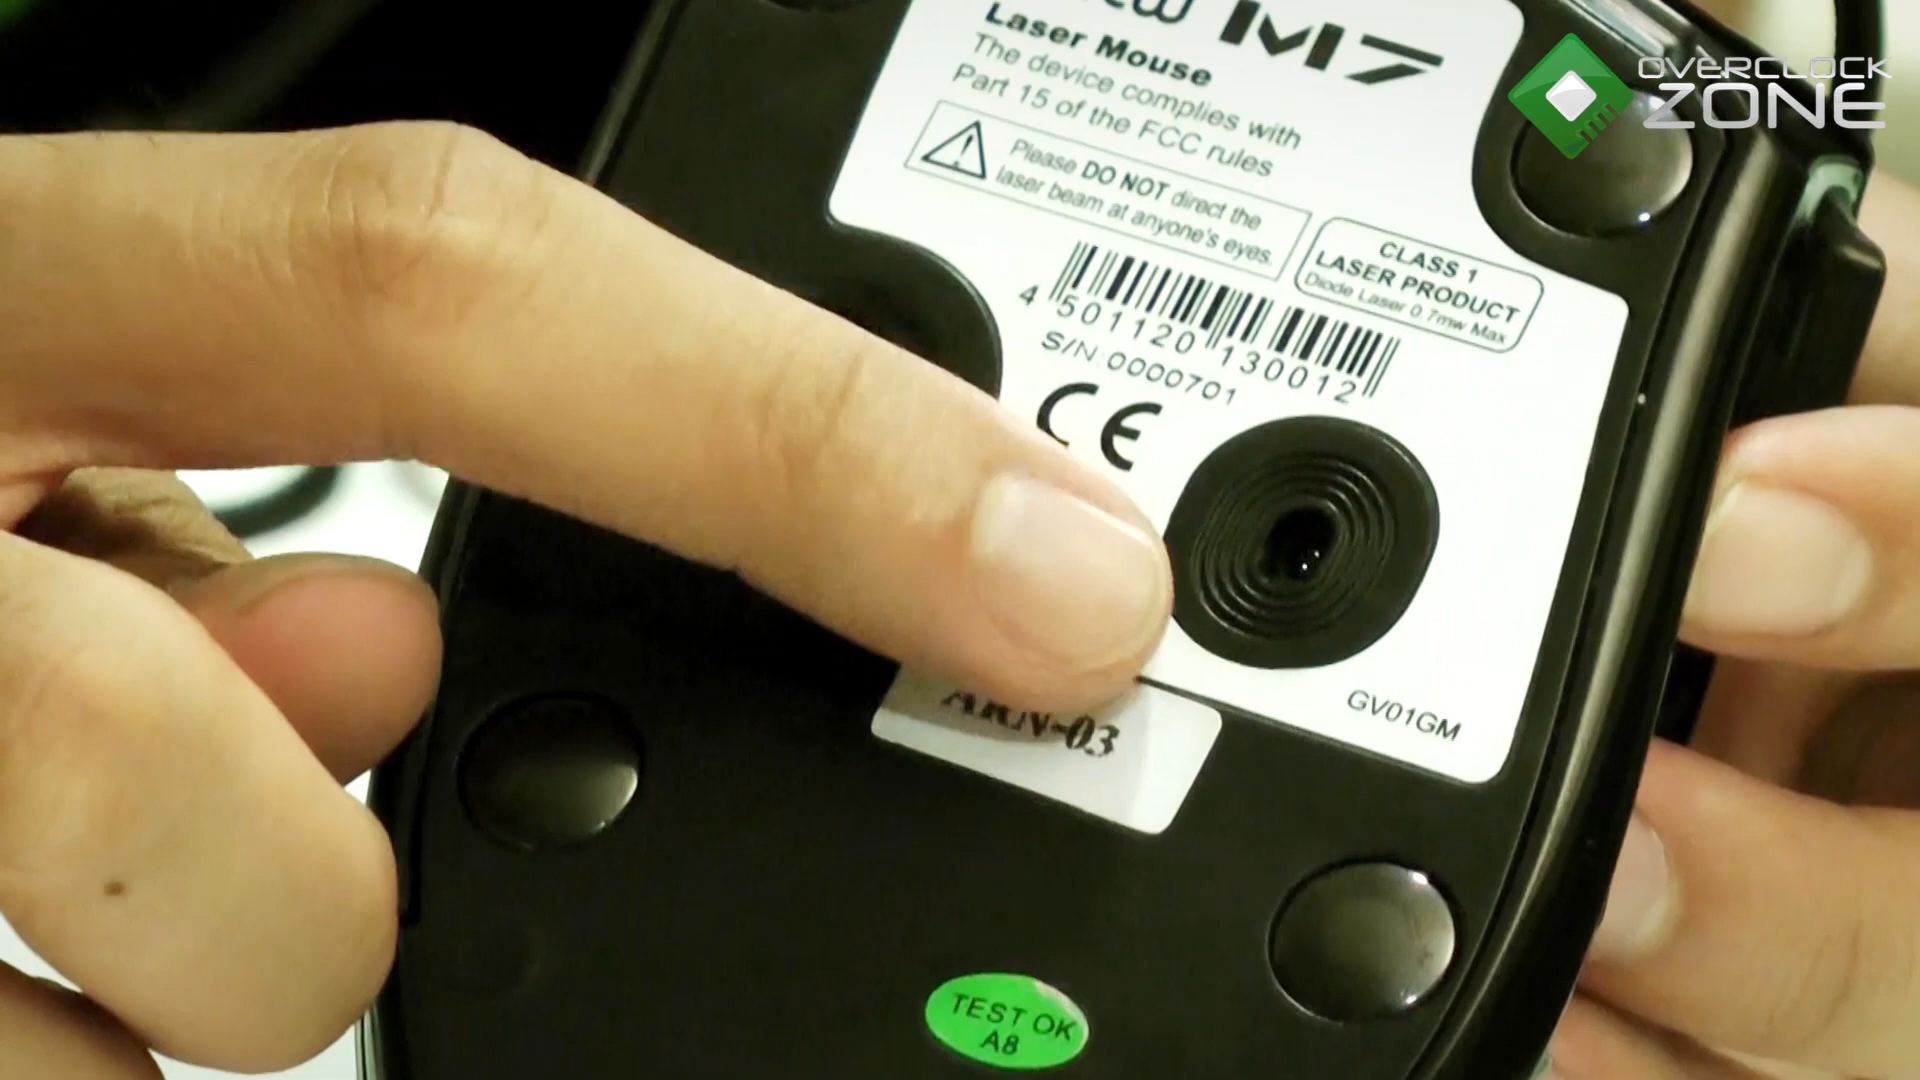 M7
Laser Mouse
The device complies with
Part 15 of the FCC rules
Please DO NOT direct the
laser beam at anyone's eyes.
CLASS 1
LASER PRODUCT
Diode Laser 0.7mw Max
4 501120 130012
S/N:0000701
CE
GV01GM
ARN-03
TEST OK
A8
OVERCLOCK
ZONE